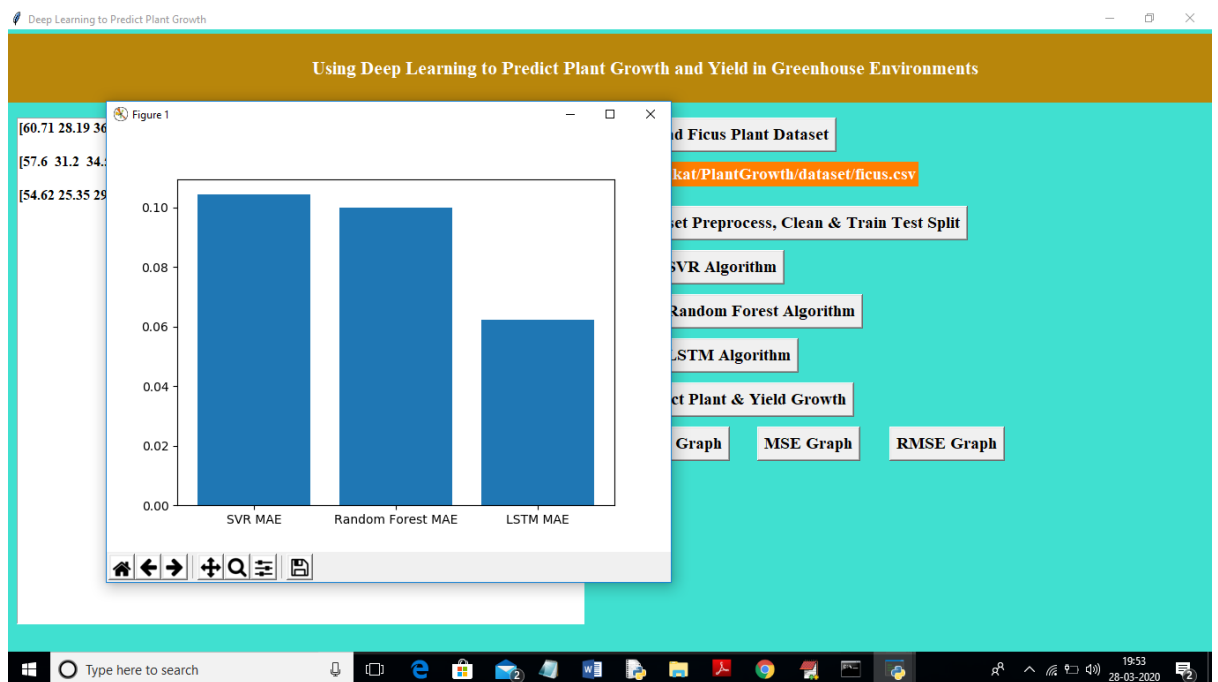 Deep Learning to Predict Plant Growth
Using Deep Learning to Predict Plant Growth and Yield in Greenhouse Environments
[60.71 28.19 36
[57.6 31.2 34.
[54.62 25.35 29
Figure 1
0.10
0.08
0.06
0.04
0.02
0.00
SVR MAE Random Forest MAE LSTM MAE
Ficus Plant Dataset
kat/PlantGrowth/dataset/ficus.csv
Preprocess, Clean & Train Test Split
SVR Algorithm
Random Forest Algorithm
LSTM Algorithm
Plant & Yield Growth
Graph MSE Graph RMSE Graph
Type here to search
2
19:53
28-03-2020
2